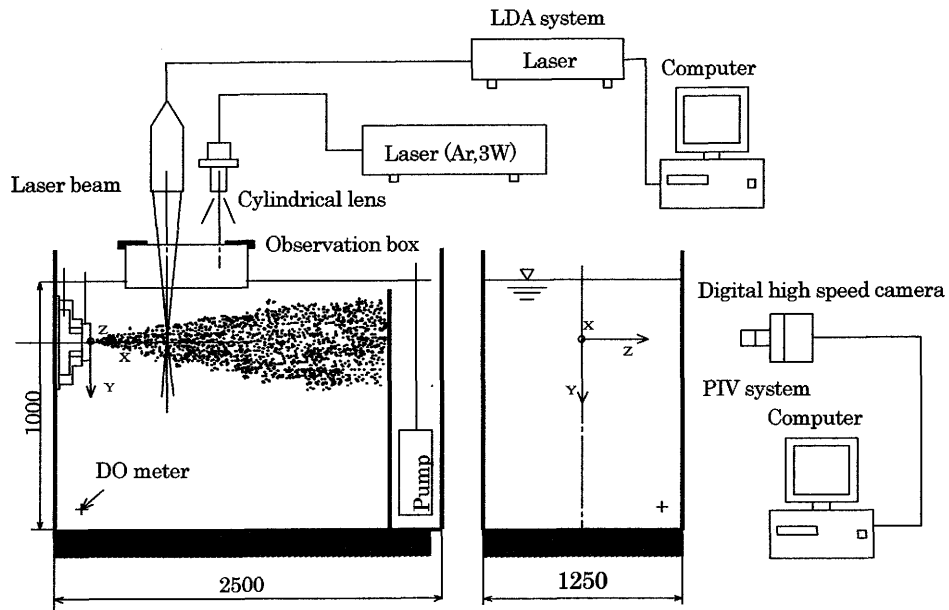 LDA system
Laser
Computer
Laser (Ar,3W)
Laser beam
Cylindrical lens
Observation box
Digital high speed camera
Z
X
Y
X
Z
Y
PIV system
Computer
1000
DO meter
Pump
2500
1250